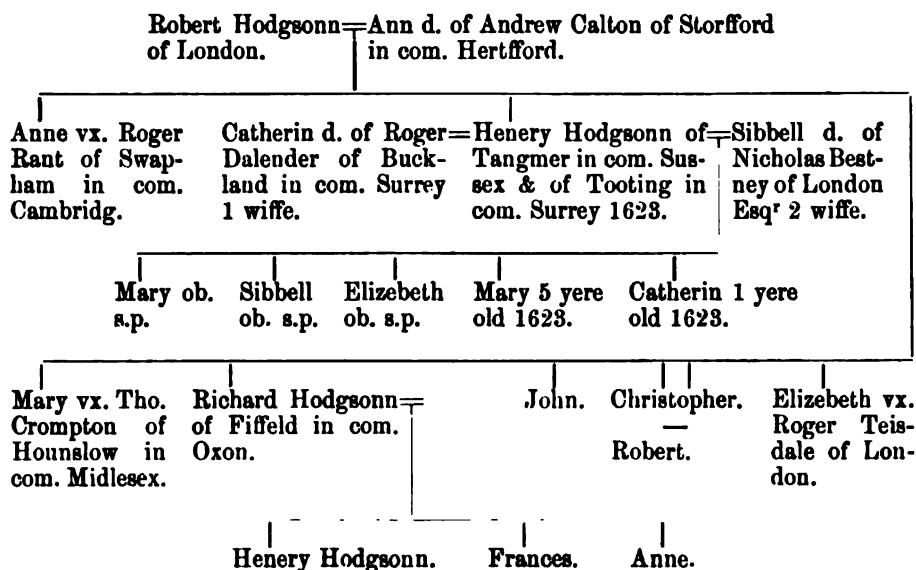 Robert Hodgsonn=Ann d. of Andrew Calton of Storfford
of London. in com. Hertfford.
Anne vx. Roger
Rant of Swap-
ham in com.
Cambridg.
Catherin d. of Roger=
Dalender of Buck-
land in com. Surrey
1 wiffe.
Henery Hodgsonn of
Tangmer in com. Sus-
sex & of Tooting in
com. Surrey 1623.
=Sibbell d. of
Nicholas Best-
ney of London
Esqʳ 2 wiffe.
Mary ob.
s.p.
Sibbell
ob. s.p.
Elizebeth
ob. s.p.
Mary 5 yere
old 1623.
Catherin 1 yere
old 1623.
Mary vx. Tho.
Crompton of
Hounslow in
com. Midlesex.
Richard Hodgsonn=
of Fiffeld in com.
Oxon.
John.
Christopher.
—
Robert.
Elizebeth vx.
Roger Teis-
dale of Lon-
don.
Henery Hodgsonn.
Frances.
Anne.